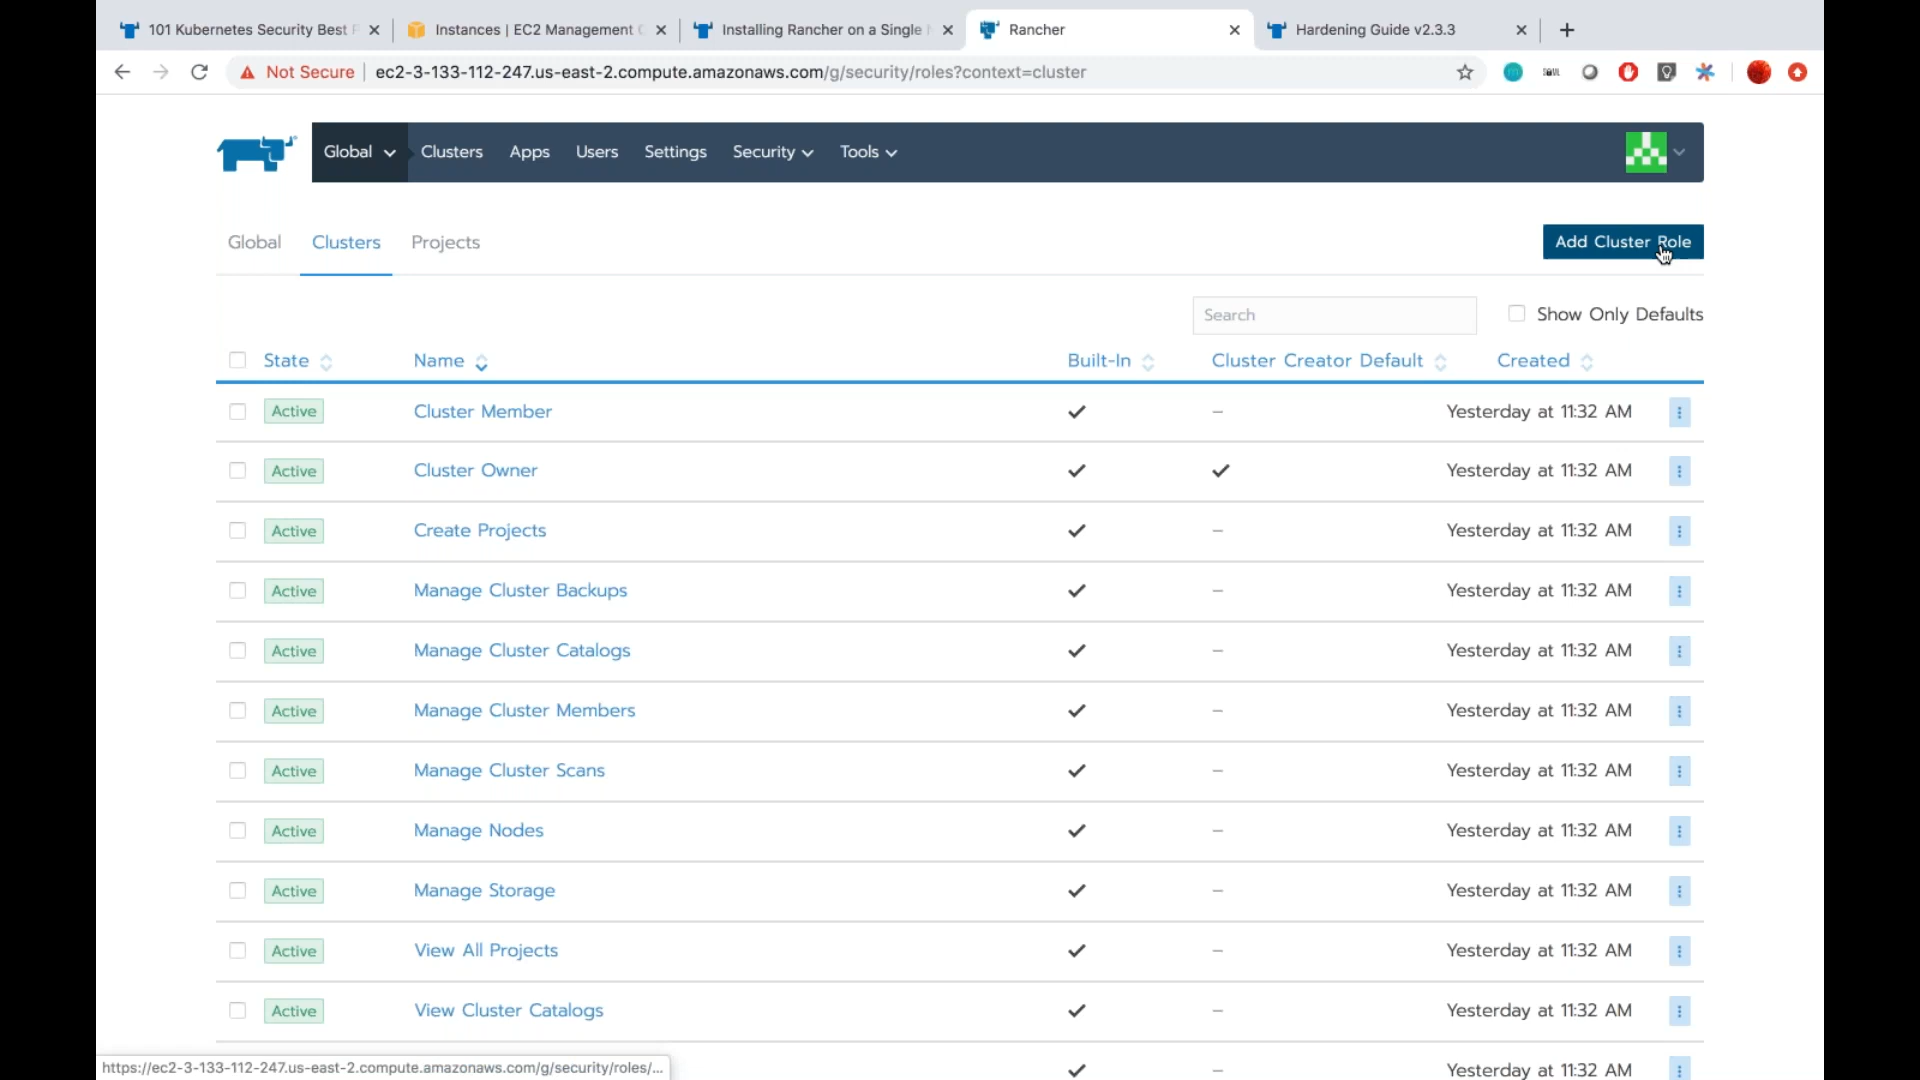 101 Kubernetes Security Best
Instances | EC2 Management
Installing Rancher on a Single
Rancher
Hardening Guide v2.3.3
Not Secure
ec2-3-133-112-247.us-east-2.compute.amazonaws.com/g/security/roles?context=cluster
Global Clusters Apps Users Settings Security Tools
Global Clusters Projects
Add Cluster Role
Search
Show Only Defaults
State Name Built-In Cluster Creator Default Created
Active Cluster Member – Yesterday at 11:32 AM
Active Cluster Owner Yesterday at 11:32 AM
Active Create Projects – Yesterday at 11:32 AM
Active Manage Cluster Backups – Yesterday at 11:32 AM
Active Manage Cluster Catalogs – Yesterday at 11:32 AM
Active Manage Cluster Members – Yesterday at 11:32 AM
Active Manage Cluster Scans – Yesterday at 11:32 AM
Active Manage Nodes – Yesterday at 11:32 AM
Active Manage Storage – Yesterday at 11:32 AM
Active View All Projects – Yesterday at 11:32 AM
Active View Cluster Catalogs – Yesterday at 11:32 AM
– Yesterday at 11:32 AM
https://ec2-3-133-112-247.us-east-2.compute.amazonaws.com/g/security/roles/...